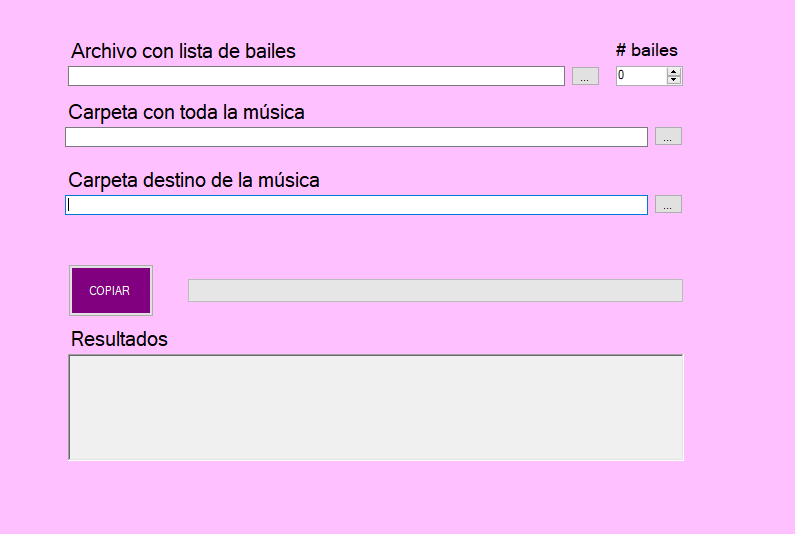 Archivo con lista de bailes
# bailes
...
0
Carpeta con toda la música
...
Carpeta destino de la música
...
COPIAR
Resultados